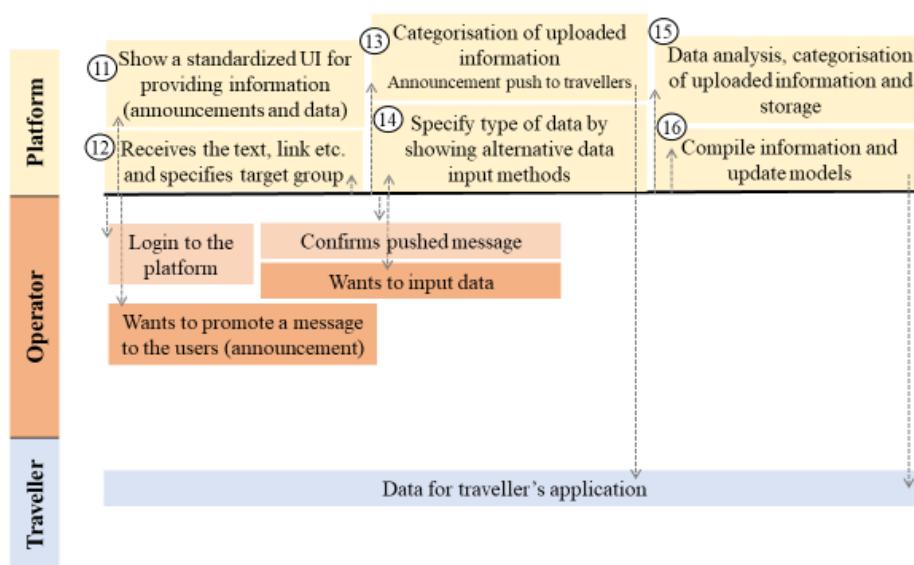 Platform
11
Show a standardized UI for
providing information
(announcements and data)
12
Receives the text, link etc.
and specifies target group
13
Categorisation of uploaded
information
Announcement push to travellers
14
Specify type of data by
showing alternative data
input methods
15
Data analysis, categorisation
of uploaded information and
storage
16
Compile information and
update models
Operator
Login to the
platform
Confirms pushed message
Wants to input data
Wants to promote a message
to the users (announcement)
Traveller
Data for traveller's application